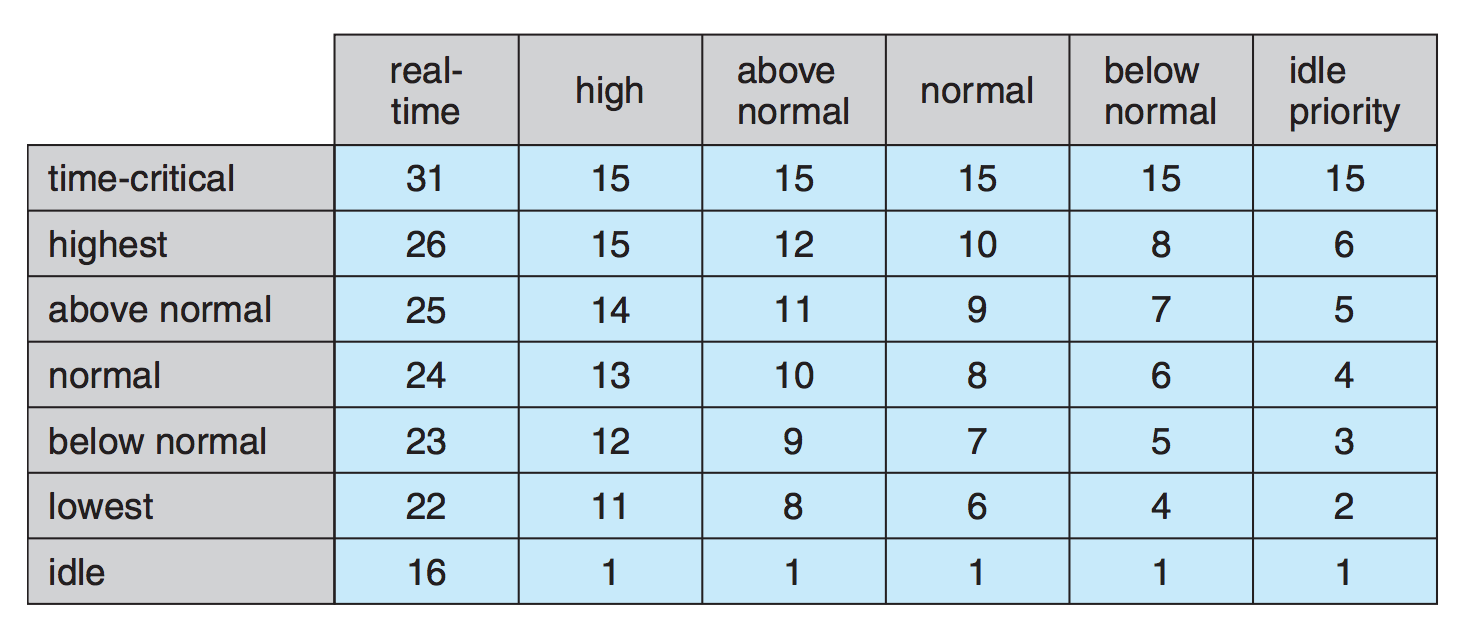 real-time high above normal normal below normal idle priority
time-critical 31 15 15 15 15 15
highest 26 15 12 10 8 6
above normal 25 14 11 9 7 5
normal 24 13 10 8 6 4
below normal 23 12 9 7 5 3
lowest 22 11 8 6 4 2
idle 16 1 1 1 1 1